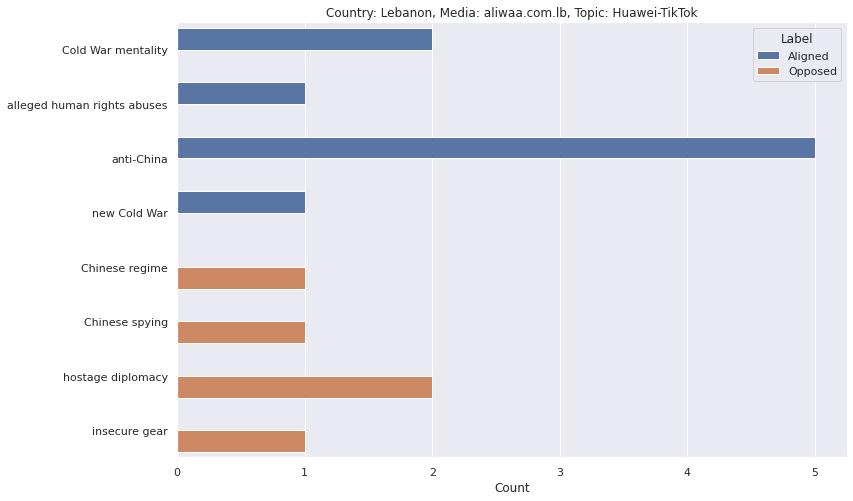 Country: Lebanon, Media: aliwaa.com.lb, Topic: Huawei-TikTok
Label
Aligned
Opposed
Cold War mentality
alleged human rights abuses
anti-China
new Cold War
Chinese regime
Chinese spying
hostage diplomacy
insecure gear
0 1 2 3 4 5
Count